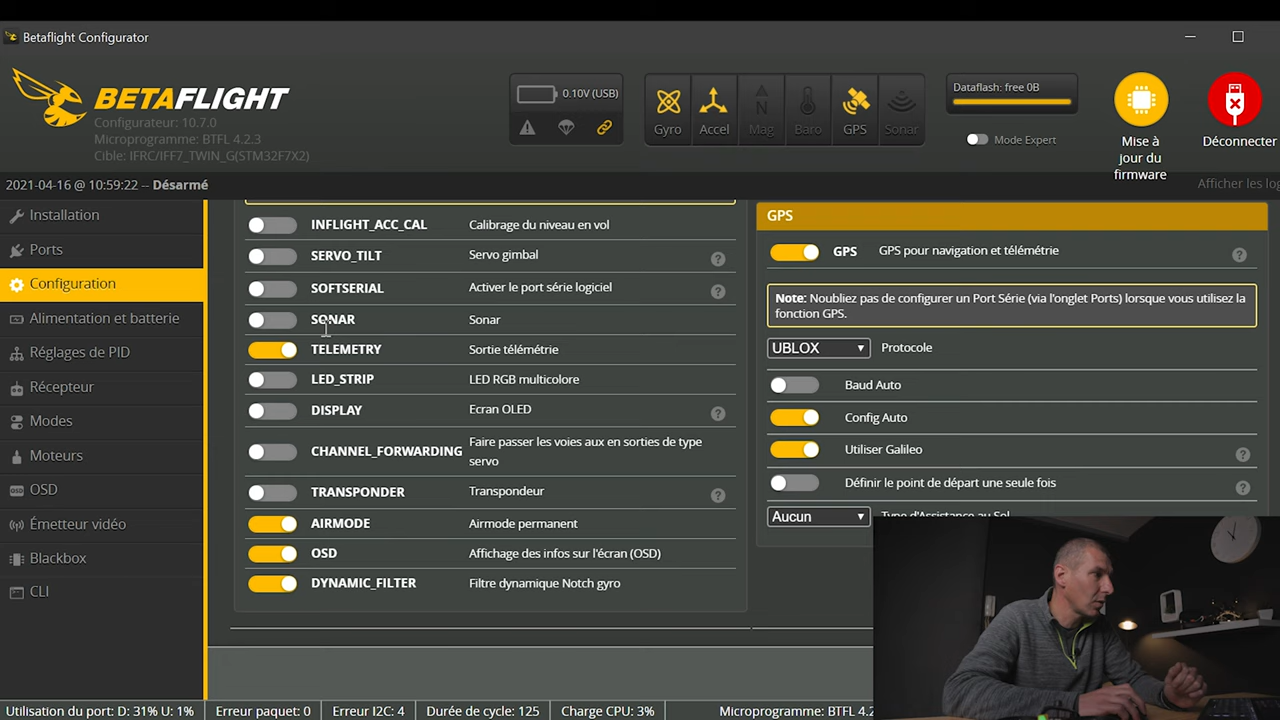 Betaflight Configurator
BETAFLIGHT
Configurateur: 10.7.0
Microprogramme: BTFL 4.2.3
Cible: IFRC/IFF7_TWIN_G(STM32F7X2)
0.10V (USB)
Gyro
Accel
Mag
Baro
GPS
Sonar
Dataflash: free 0B
Mode Expert
Mise à
jour du
firmware
Déconnecter
2021-04-16 @ 10:59:22 -- Désarmé
Afficher les log
Installation
Ports
Configuration
Alimentation et batterie
Réglages de PID
Récepteur
Modes
Moteurs
OSD
OSD
Émetteur vidéo
Blackbox
CLI
INFLIGHT_ACC_CAL Calibrage du niveau en vol
SERVO_TILT Servo gimbal ?
SOFTSERIAL Activer le port série logiciel ?
SONAR Sonar
TELEMETRY Sortie télémétrie
LED_STRIP LED RGB multicolore
DISPLAY Ecran OLED ?
CHANNEL_FORWARDING Faire passer les voies aux en sorties de type
servo
TRANSPONDER Transpondeur ?
AIRMODE Airmode permanent
OSD Affichage des infos sur l'écran (OSD)
DYNAMIC_FILTER Filtre dynamique Notch gyro
GPS
GPS GPS pour navigation et télémétrie ?
Note: Noubliez pas de configurer un Port Série (via l'onglet Ports) lorsque vous utilisez la
fonction GPS.
UBLOX Protocole
Baud Auto
Config Auto
Utiliser Galileo ?
Définir le point de départ une seule fois ?
Aucun Type d'Assistance au Sol
Utilisation du port: D: 31% U: 1%
Erreur paquet: 0
Erreur I2C: 4
Durée de cycle: 125
Charge CPU: 3%
Microprogramme: BTFL 4.2